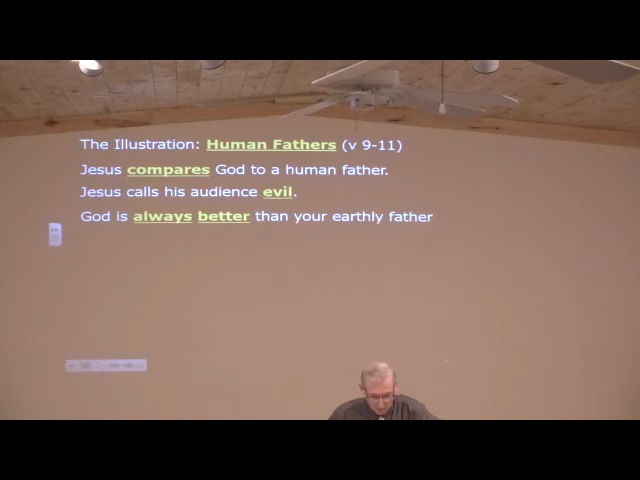 The Illustration: Human Fathers (v 9-11)
Jesus compares God to a human father.
Jesus calls his audience evil.
God is always better than your earthly father